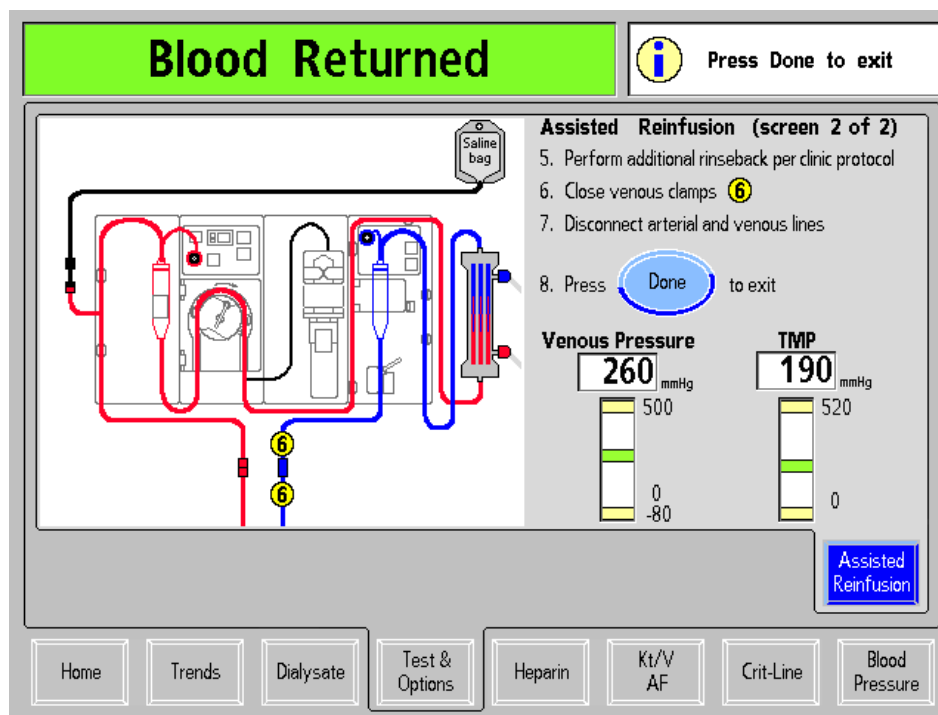 Blood Returned
Press Done to exit
Saline
bag
Assisted Reinfusion (screen 2 of 2)
5. Perform additional rinseback per clinic protocol
6. Close venous clamps 6
7. Disconnect arterial and venous lines
8. Press Done to exit
Venous Pressure
260 mmHg
500
0
-80
TMP
190 mmHg
520
0
6
6
Assisted
Reinfusion
Home
Trends
Dialysate
Test &
Options
Heparin
Kt/V
AF
Crit-Line
Blood
Pressure